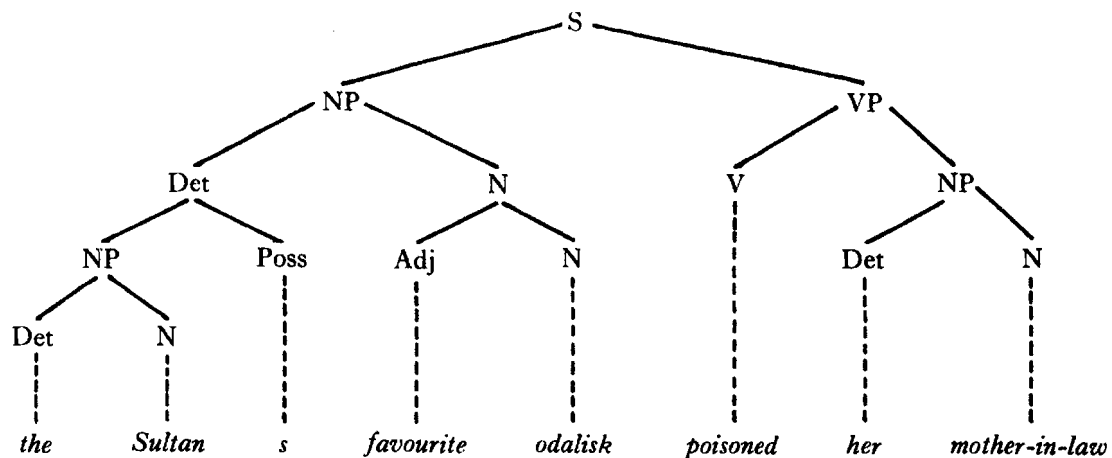 S
NP VP
Det N V NP
NP Poss Adj N Det N
Det N
the Sultan s favourite odalisk poisoned her mother-in-law